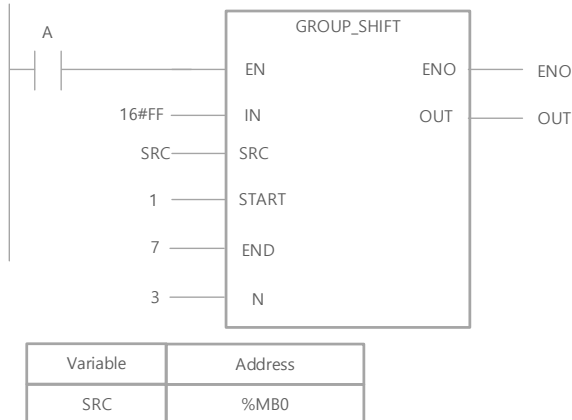 GROUP_SHIFT
A
EN ENO ENO
16#FF IN OUT OUT
SRC SRC
1 START
7 END
3 N
Variable Address
SRC %MB0